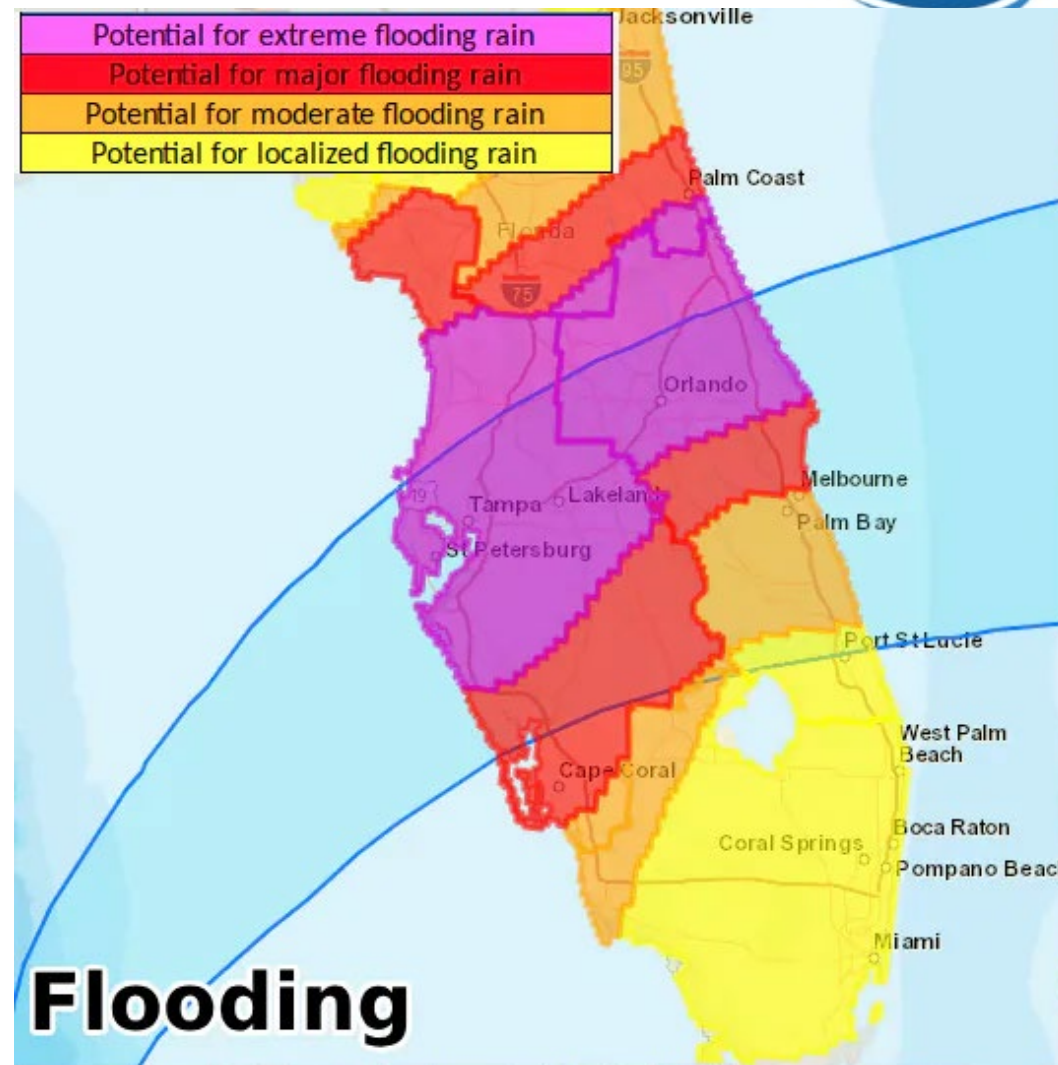 Potential for extreme flooding rain
Potential for major flooding rain
Potential for moderate flooding rain
Potential for localized flooding rain
Jacksonville
95
Palm Coast
Florida
75
Orlando
Melbourne
19
Tampa
Lakeland
Palm Bay
St Petersburg
Port St Lucie
West Palm
Beach
Cape Coral
Boca Raton
Coral Springs
Pompano Beac
Miami
Flooding